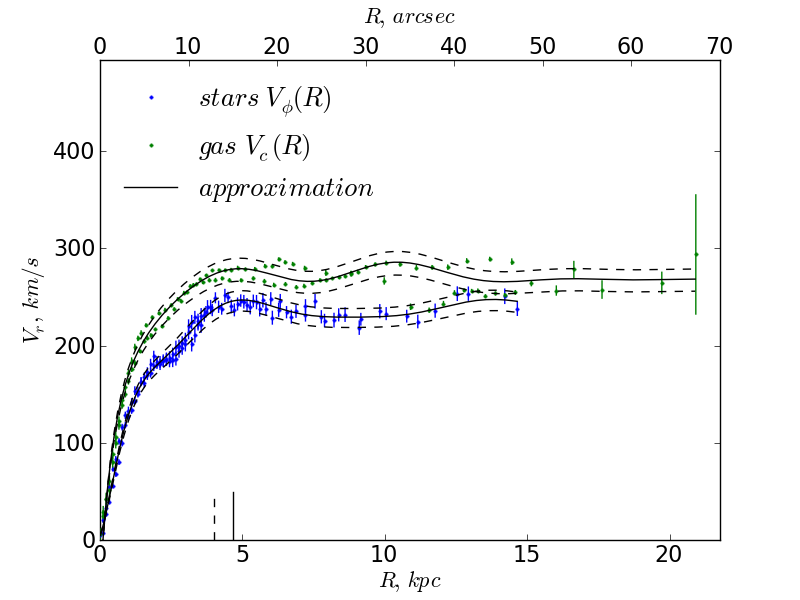 R, arcsec
0 10 20 30 40 50 60 70
stars V_ϕ(R)
gas V_c(R)
approximation
400
300
200
100
0
V_r, km/s
0 5 10 15 20
R, kpc